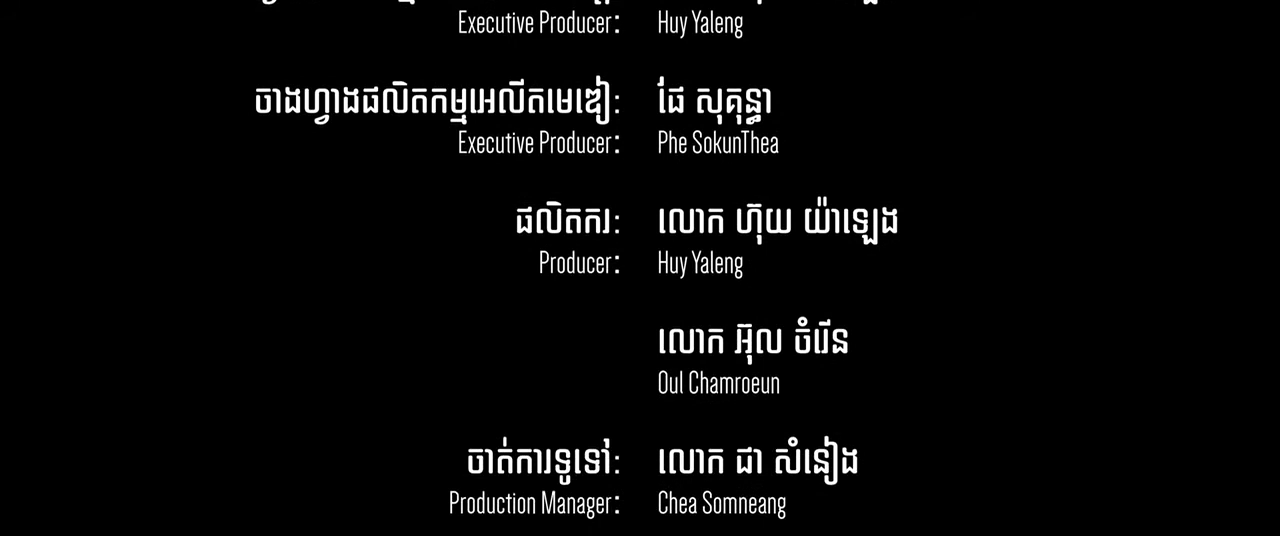 Executive Producer: Huy Yaleng
ចាងហ្វាងផលិតកម្មអេលីតមេឌៀ: ផែ សុគុន្ធា
Executive Producer: Phe SokunThea
ផលិតករ: លោក ហ៊ុយ យ៉ាឡេង
Producer: Huy Yaleng
លោក អ៊ុល ចំរើន
Oul Chamroeun
ចាត់ការទូទៅ: លោក ជា សំនៀង
Production Manager: Chea Somneang